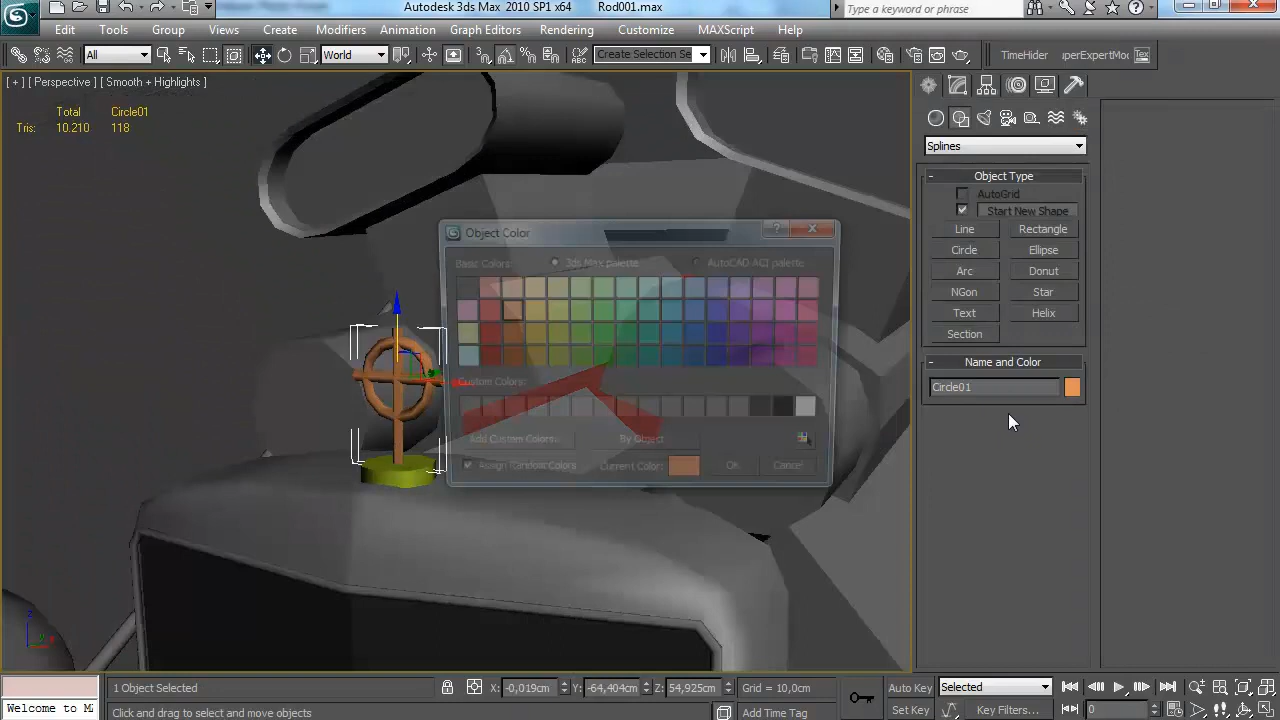 Autodesk 3ds Max 2010 SP1 x64 Rod001.max
Type a keyword or phrase
Edit Tools Group Views Create Modifiers Animation Graph Editors Rendering Customize MAXScript Help
All World Create Selection Se TimeHider perExpertMo Tex
[ + ] [ Perspective ] [ Smooth + Highlights ]
Total Circle01
Tris: 10.210 118
Splines
- Object Type
AutoGrid
Start New Shape
Line Rectangle
Circle Ellipse
Arc Donut
NGon Star
Text Helix
Section
- Name and Color
Circle01
Object Color
Basic Colors: 3ds Max palette AutoCAD ACI palette
Custom Colors:
Add Custom Colors... By Object
Assign Random Colors Current Color: OK Cancel
z
x
1 Object Selected X: -0,019cm Y: -64,404cm Z: 54,925cm Grid = 10,0cm Auto Key Selected
Welcome to M Click and drag to select and move objects Add Time Tag Set Key Key Filters... 0